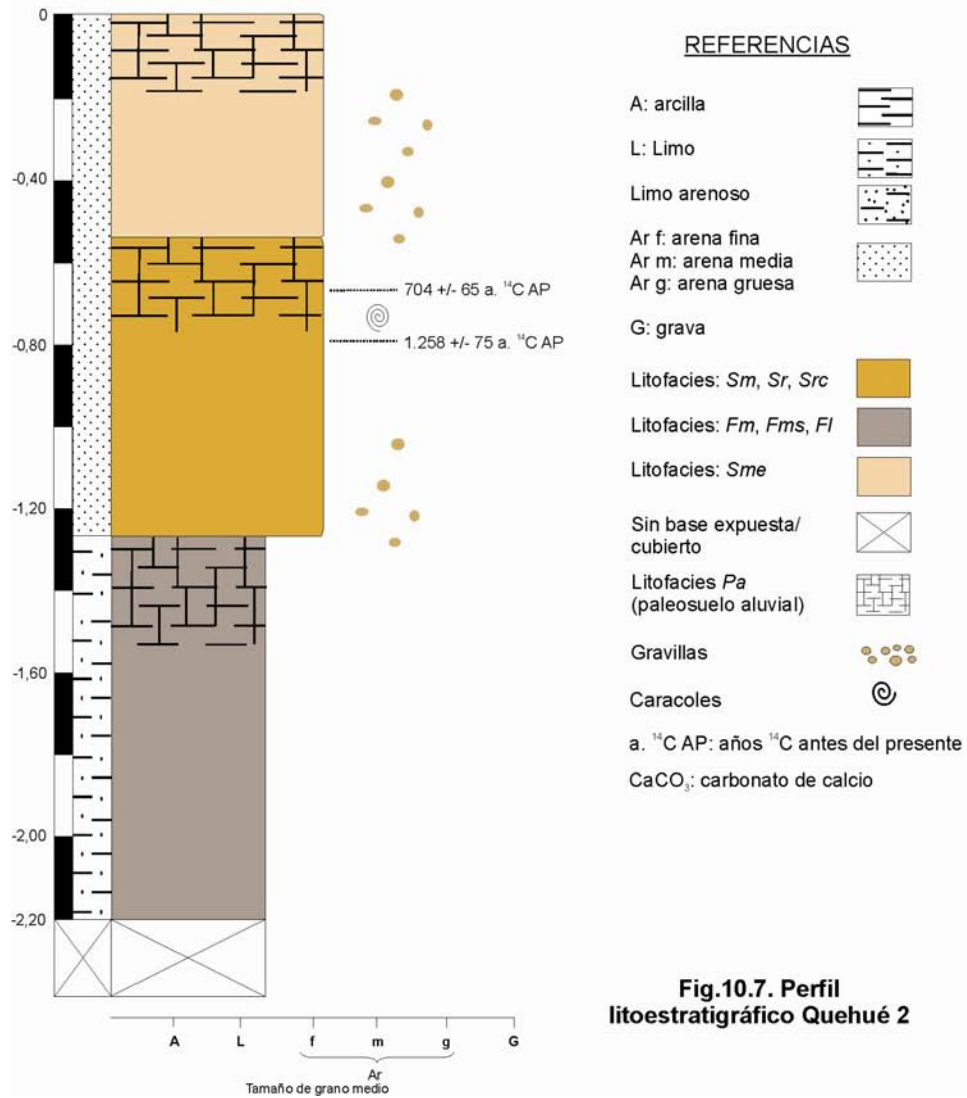 0
-0,40
-0,80
-1,20
-1,60
-2,00
-2,20
704 +/- 65 a. ¹⁴C AP
1.258 +/- 75 a. ¹⁴C AP
A
L
f
m
g
G
Ar
Tamaño de grano medio
REFERENCIAS
A: arcilla
L: Limo
Limo arenoso
Ar f: arena fina
Ar m: arena media
Ar g: arena gruesa
G: grava
Litofacies: Sm, Sr, Src
Litofacies: Fm, Fms, Fl
Litofacies: Sme
Sin base expuesta/
cubierto
Litofacies Pa
(paleosuelo aluvial)
Gravillas
Caracoles
a. ¹⁴C AP: años ¹⁴C antes del presente
CaCO₃: carbonato de calcio
Fig.10.7. Perfil
litoestratigráfico Quehué 2